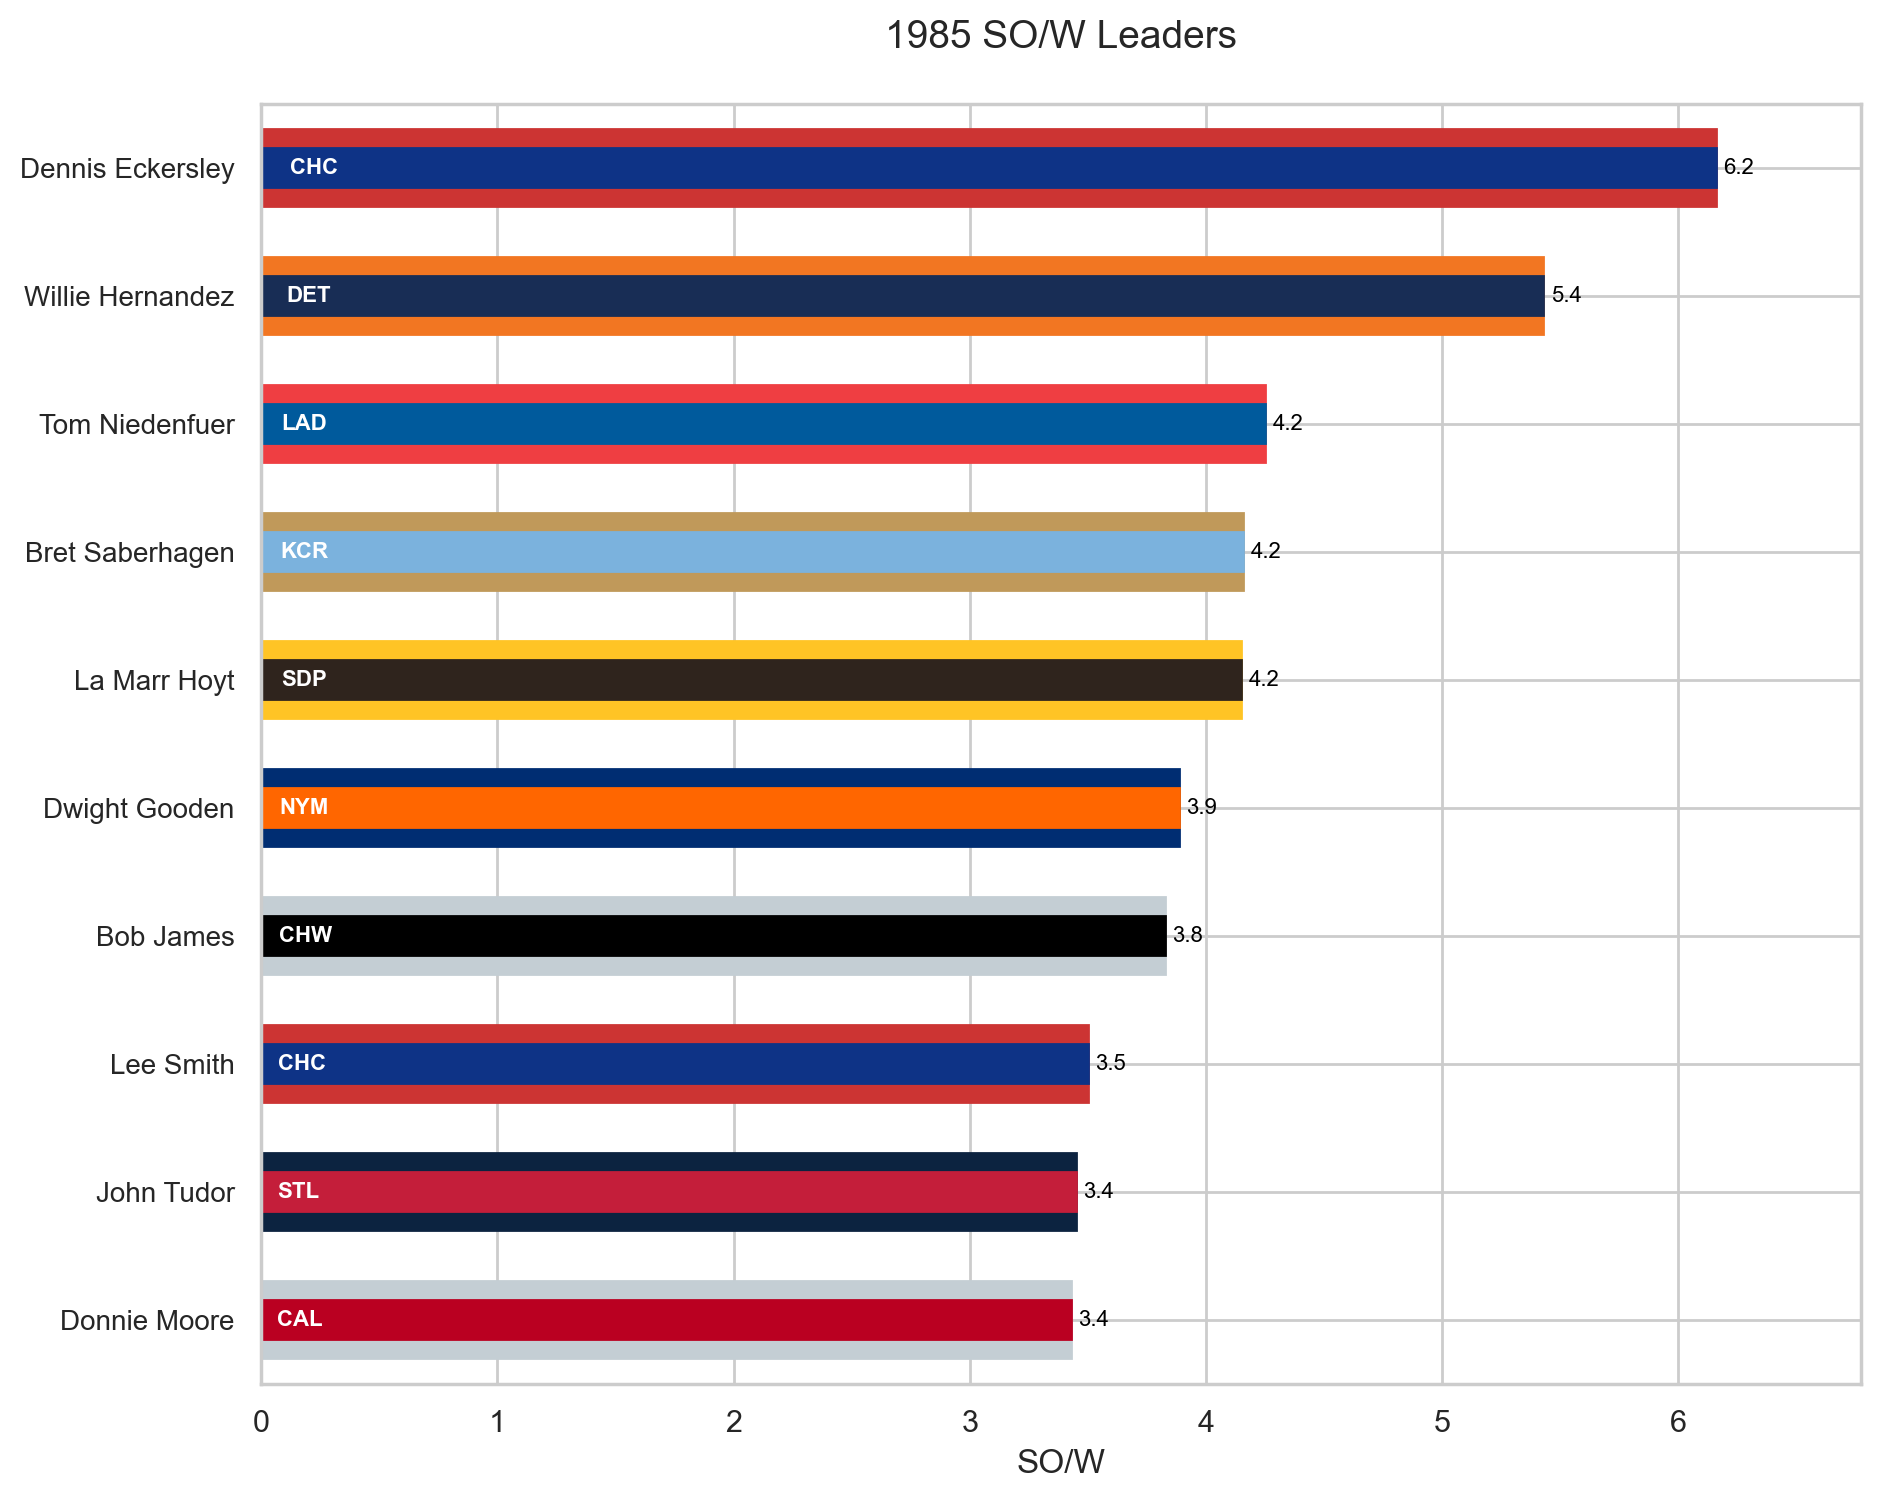 1985 SO/W Leaders
Dennis Eckersley CHC 6.2
Willie Hernandez DET 5.4
Tom Niedenfuer LAD 4.2
Bret Saberhagen KCR 4.2
La Marr Hoyt SDP 4.2
Dwight Gooden NYM 3.9
Bob James CHW 3.8
Lee Smith CHC 3.5
John Tudor STL 3.4
Donnie Moore CAL 3.4
0 1 2 3 4 5 6
SO/W